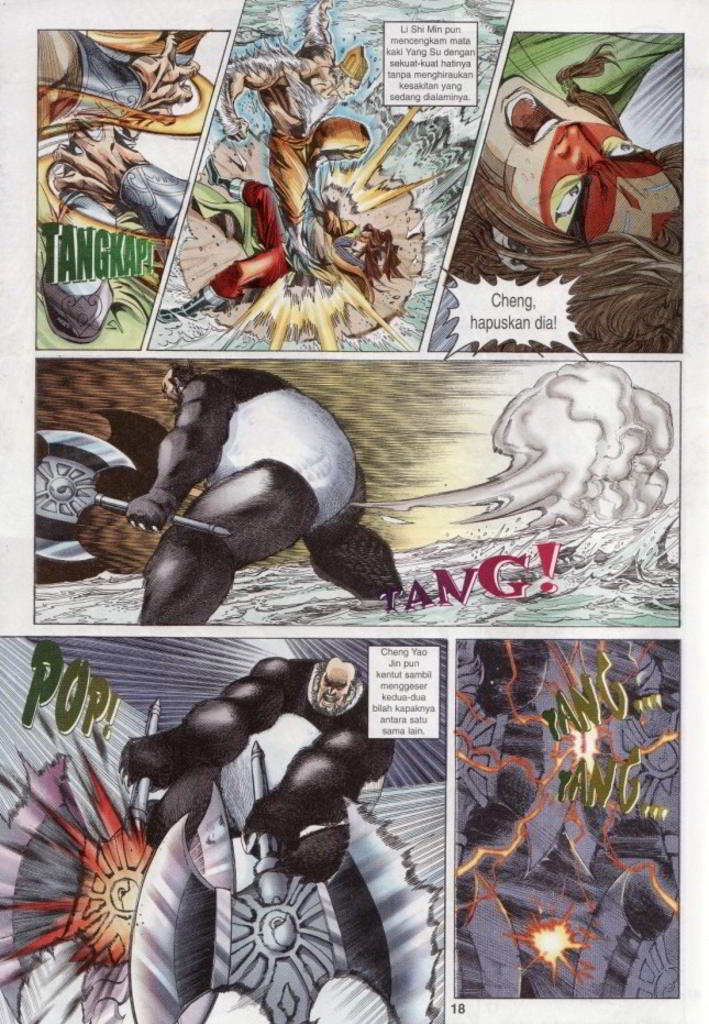 Li Shi Min pun
mencengkam mata
kaki Yang Su dengan
sekuat-kuat hatinya
tanpa menghiraukan
kesakitan yang
sedang dialaminya.
TANGKAP!
Cheng,
hapuskan dia!
TANG!
POP!
Cheng Yao
Jin pun
kentut sambil
menggeser
kedua-dua
bilah kapaknya
antara satu
sama lain.
TANG...
TANG...
18